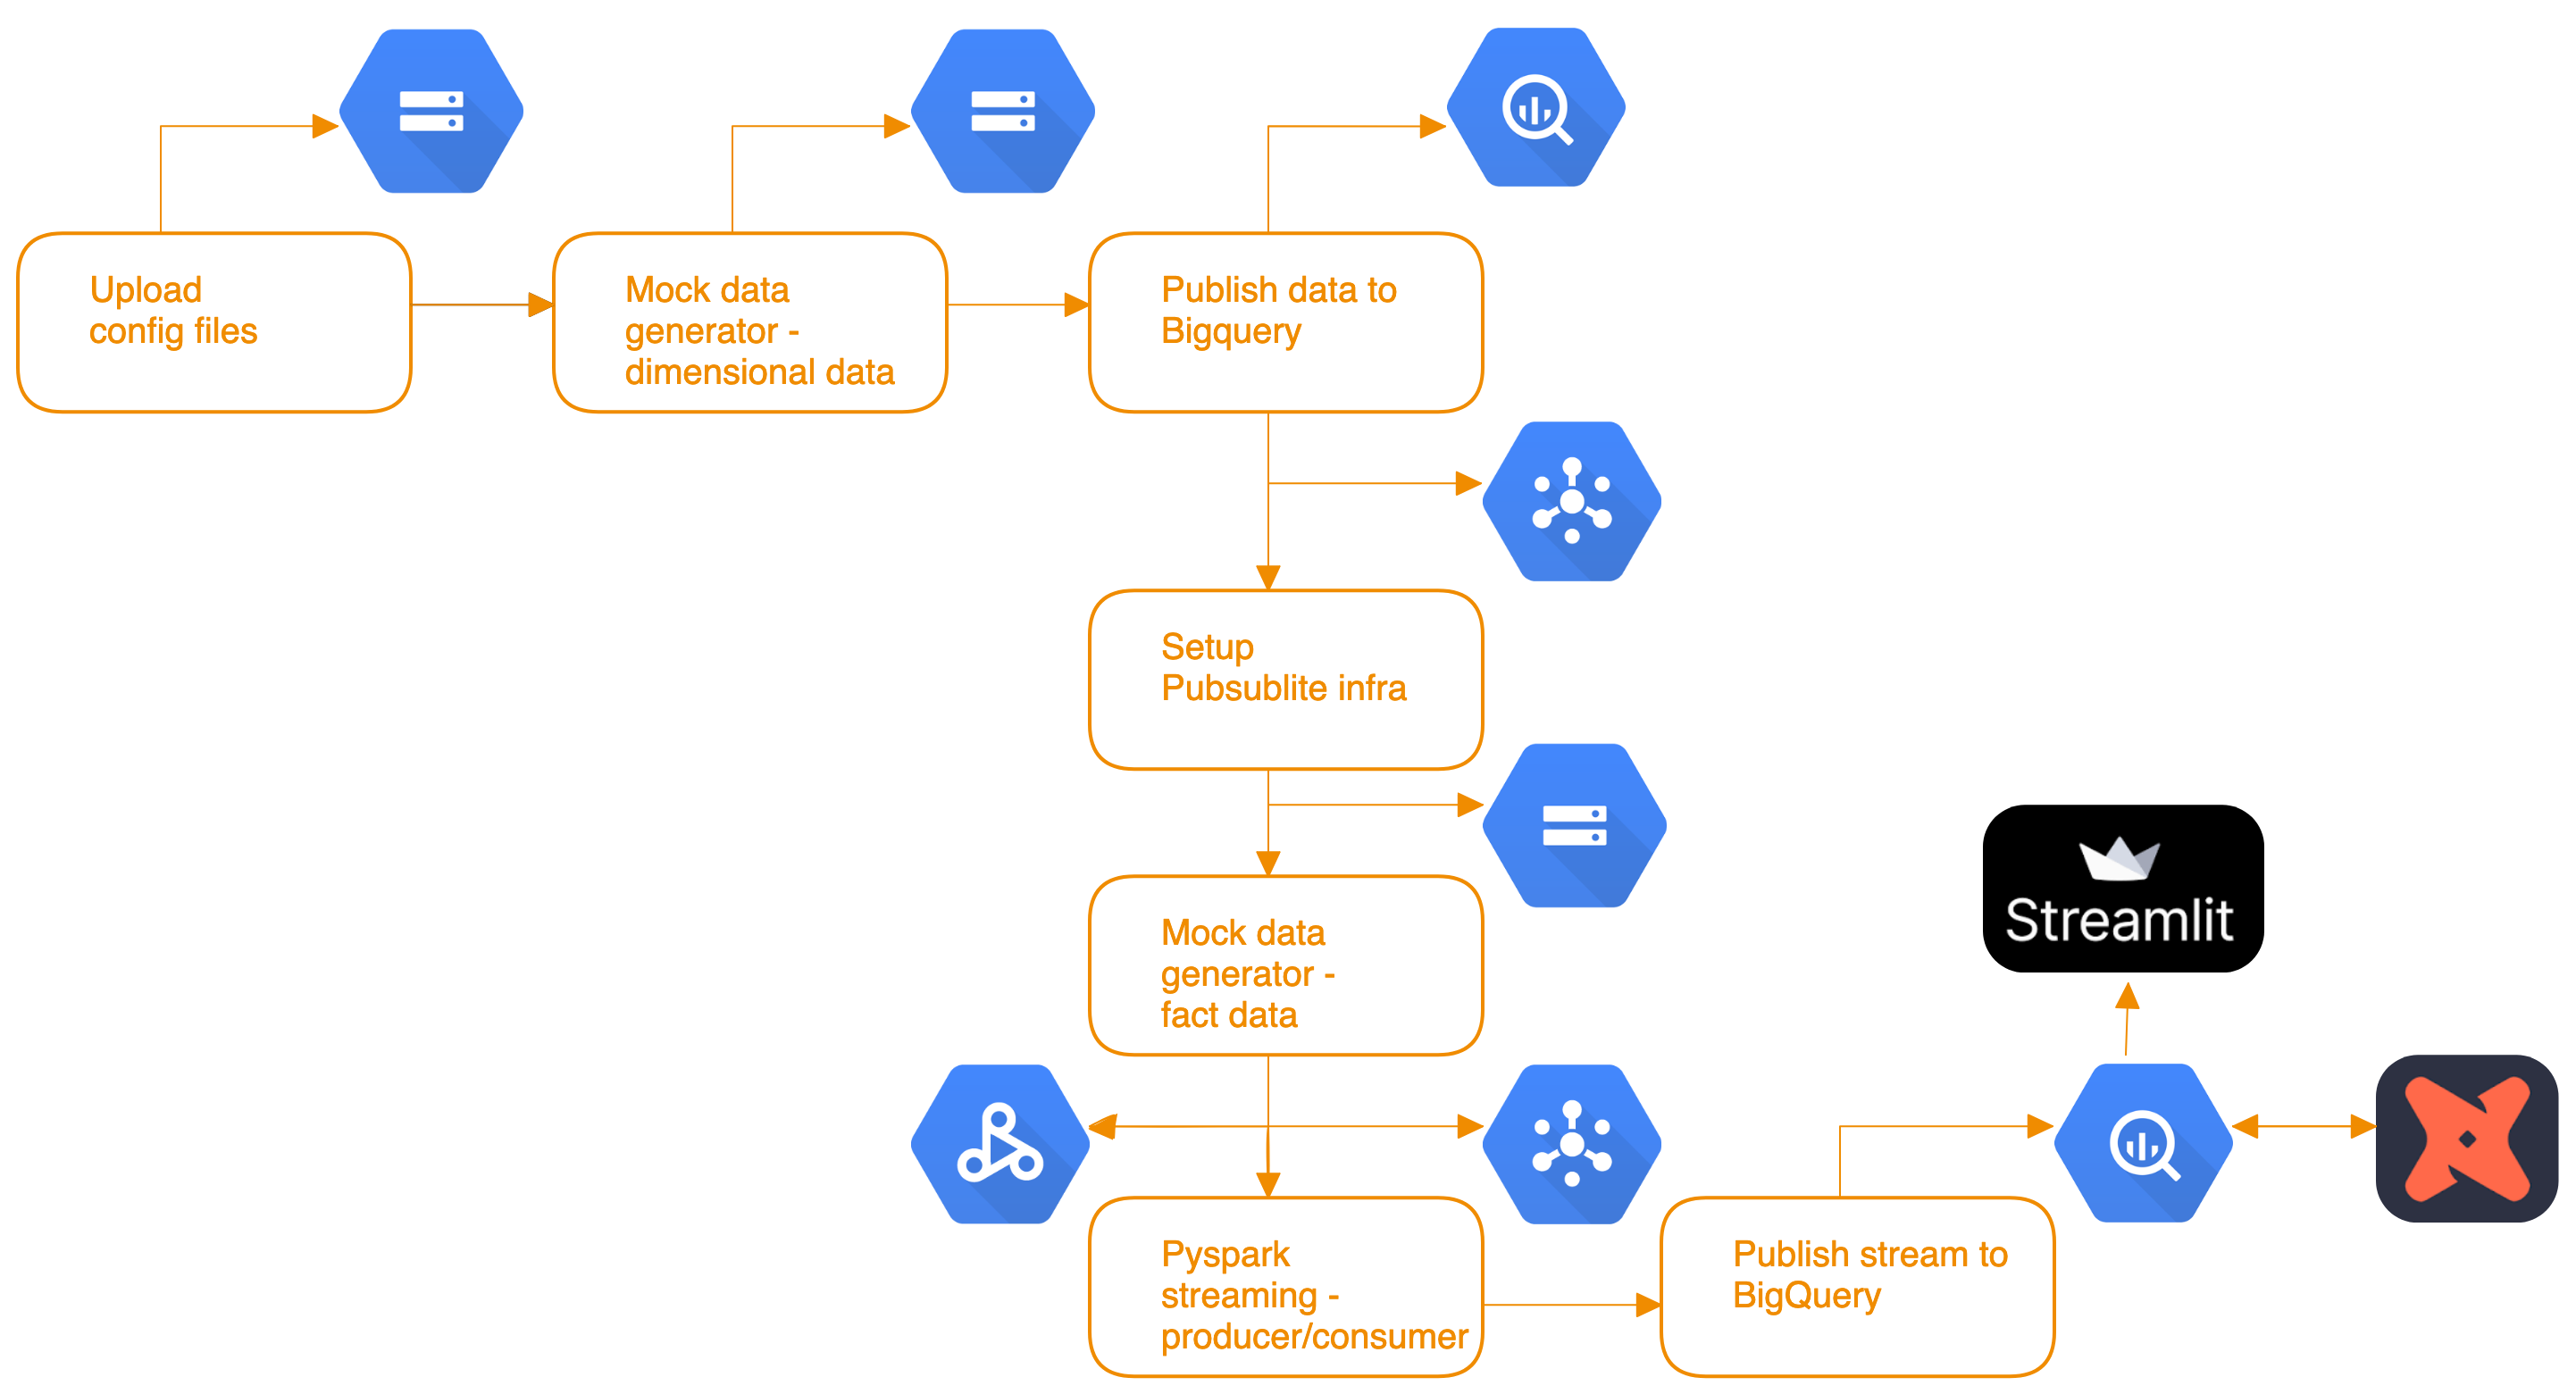 Upload
config files
Mock data
generator -
dimensional data
Publish data to
Bigquery
Setup
Pubsublite infra
Mock data
generator -
fact data
Streamlit
Pyspark
streaming -
producer/consumer
Publish stream to
BigQuery